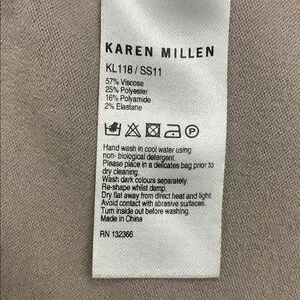 KAREN MILLEN
KL118 / SS11
57% Viscose
25% Polyester
16% Polyamide
2% Elastane
Hand wash in cool water using
non- biological detergent.
Please place in a delicates bag prior to
dry cleaning.
Wash dark colours separately.
Re-shape whilst damp.
Dry flat away from direct heat and light.
Avoid contact with abrasive surfaces.
Turn inside out before washing.
Made in China
RN 132366